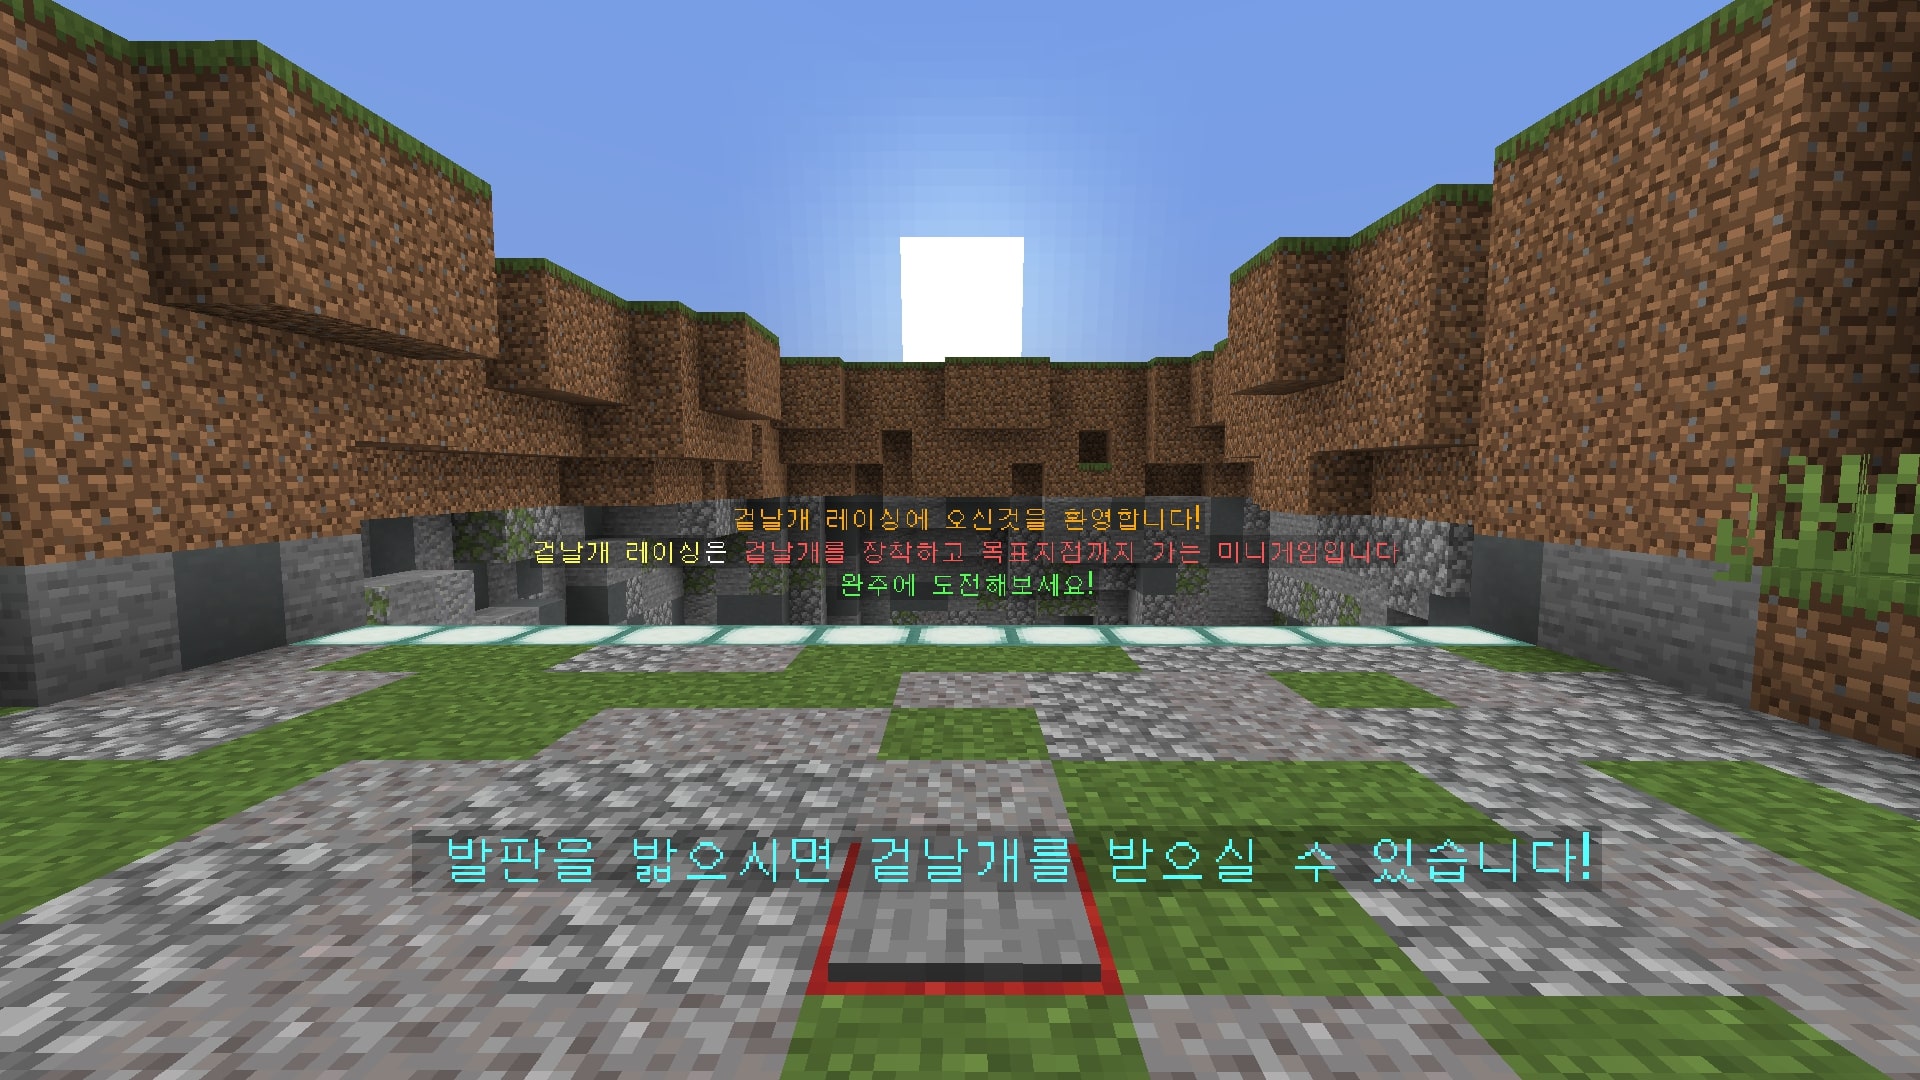 겉날개 레이싱에 오신것을 환영합니다!
겉날개 레이싱은 겉날개를 장착하고 목표지점까지 가는 미니게임입니다
완주에 도전해보세요!
발판을 밟으시면 겉날개를 받으실 수 있습니다!